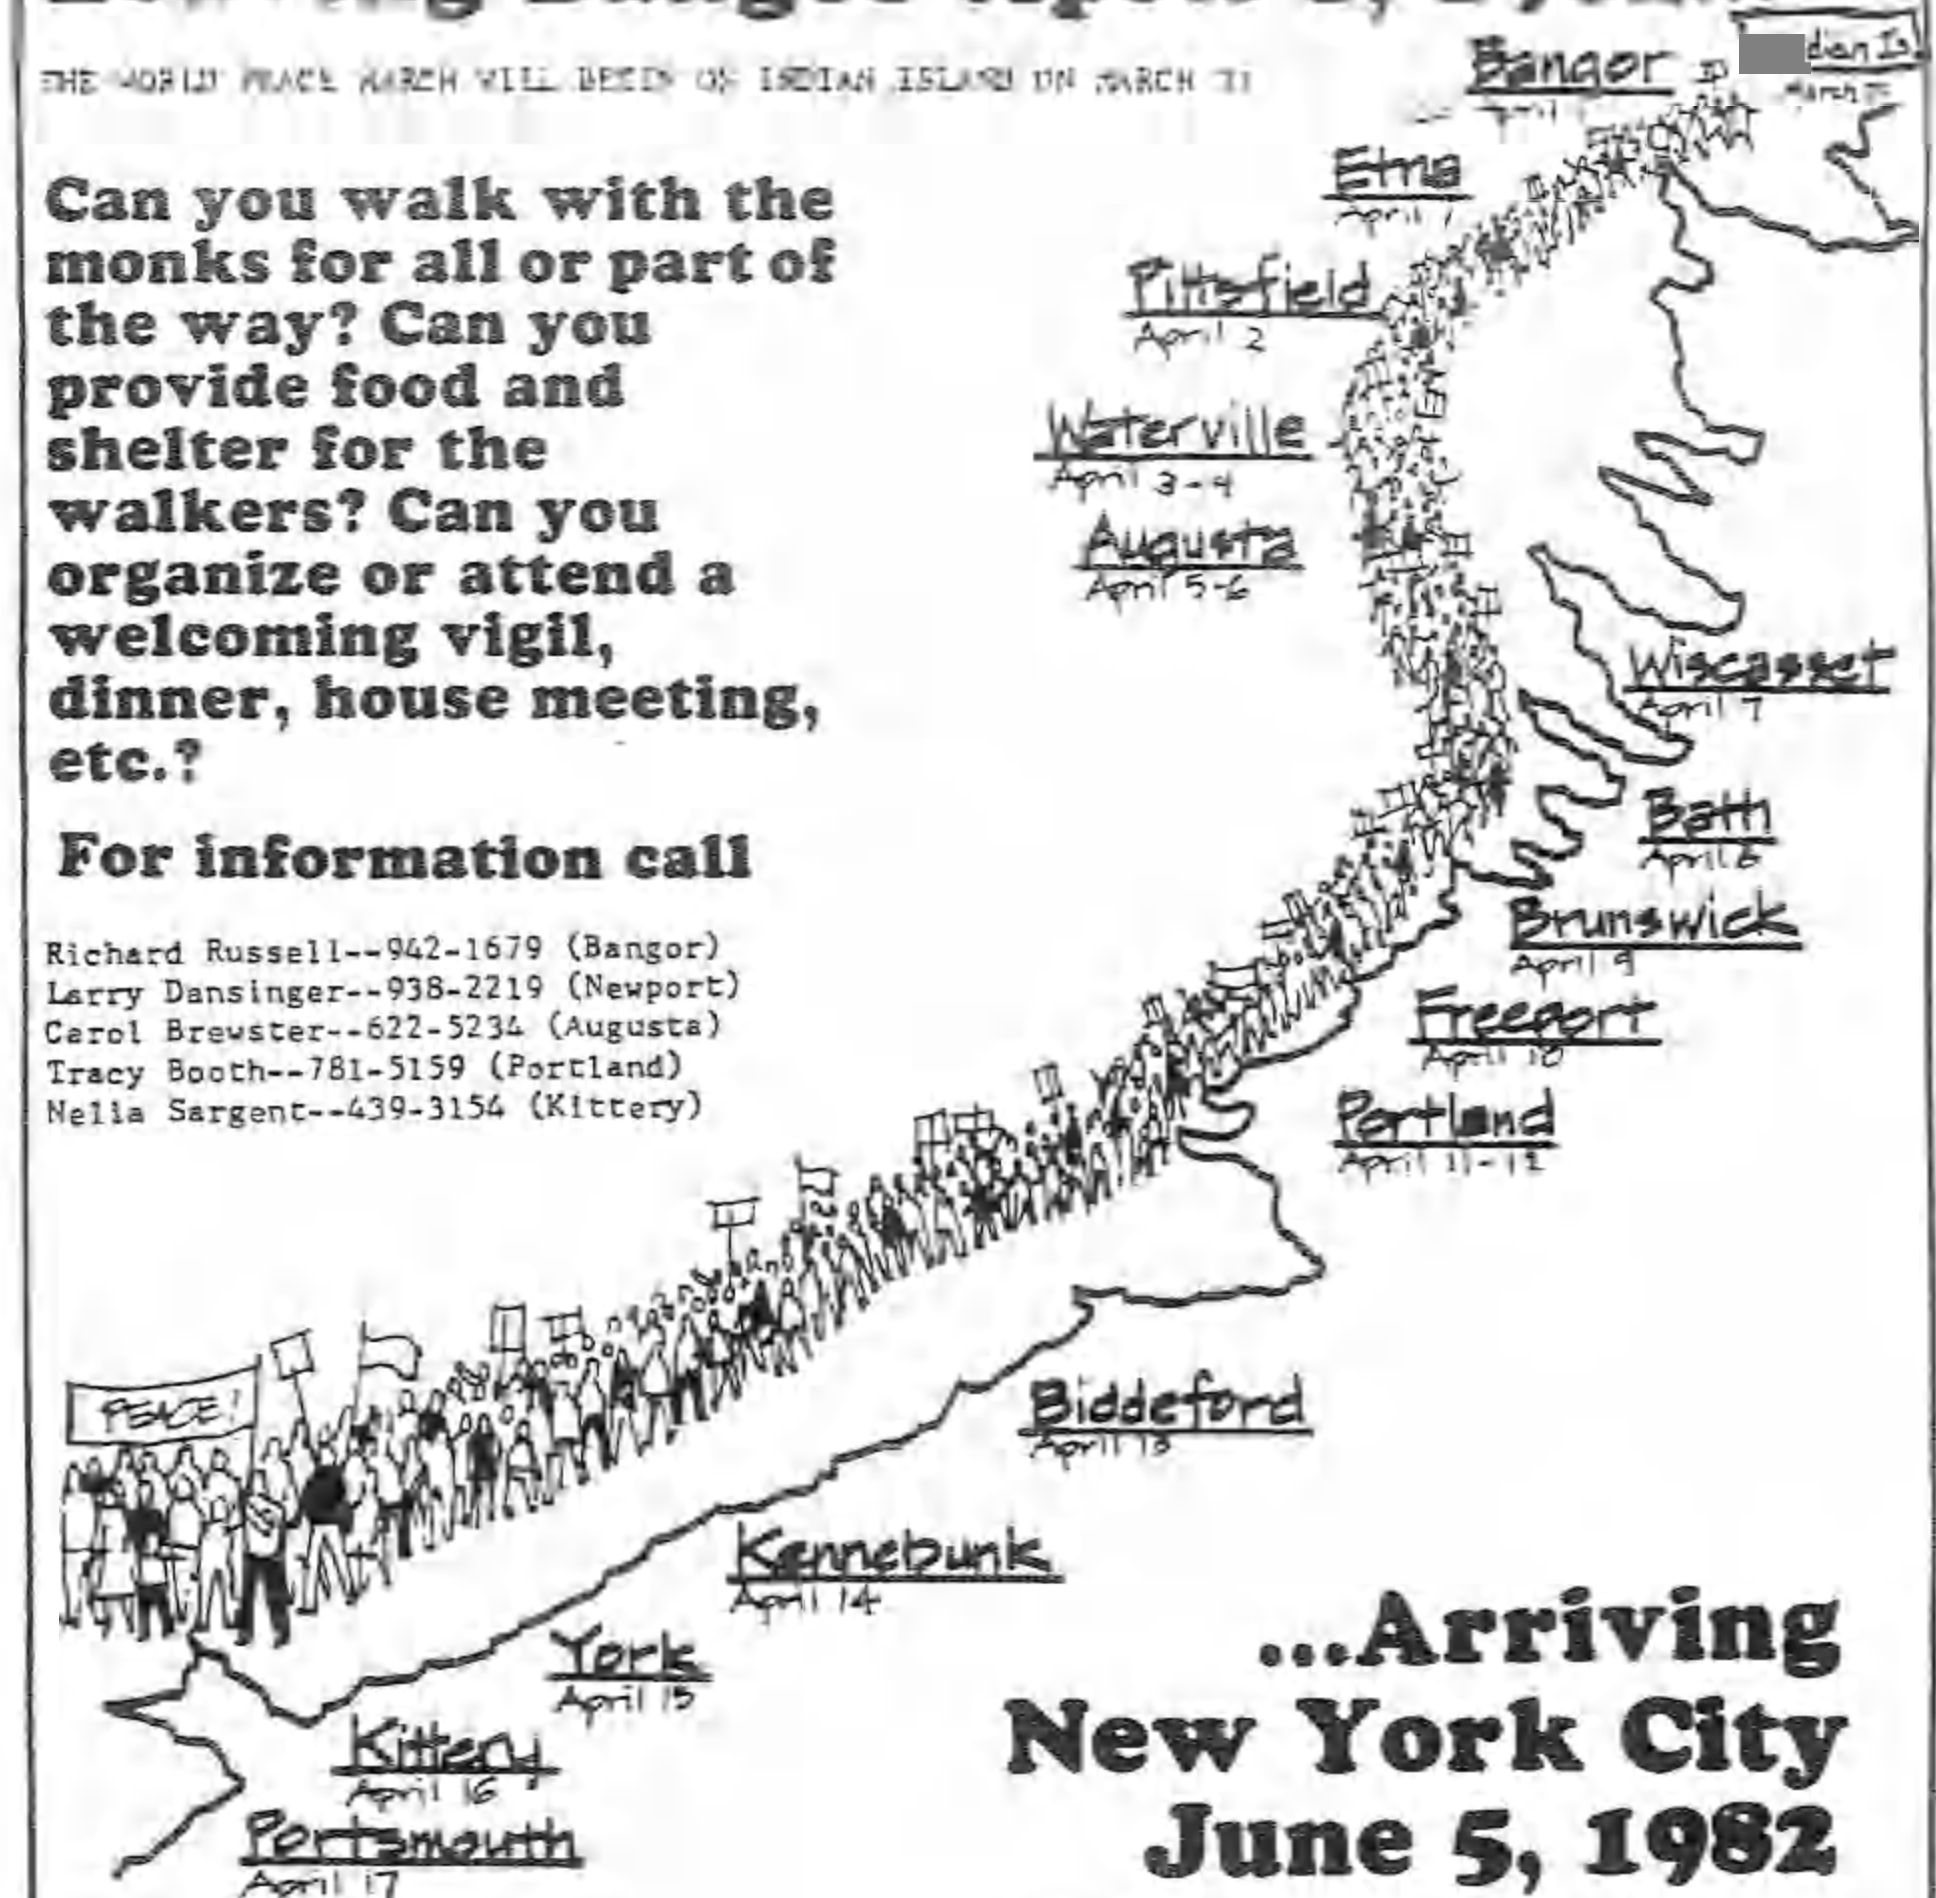 THE WORLD PEACE MARCH WILL BEGIN ON INDIAN ISLAND ON MARCH
dian Is.
March
Bangor
April
Etna
April 1
Pittsfield
April 2
Waterville
April 3-4
Augusta
April 5-6
Wiscasset
April 7
Bath
April 8
Brunswick
April 9
Freeport
April 10
Portland
April 11-12
Biddeford
April 13
Kennebunk
April 14
York
April 15
Kittery
April 16
Portsmouth
April 17
Can you walk with the
monks for all or part of
the way? Can you
provide food and
shelter for the
walkers? Can you
organize or attend a
welcoming vigil,
dinner, house meeting,
etc.?
For information call
Richard Russell--942-1679 (Bangor)
Larry Dansinger--938-2219 (Newport)
Carol Brewster--622-5234 (Augusta)
Tracy Booth--781-5159 (Portland)
Nelia Sargent--439-3154 (Kittery)
PEACE!
...Arriving
New York City
June 5, 1982